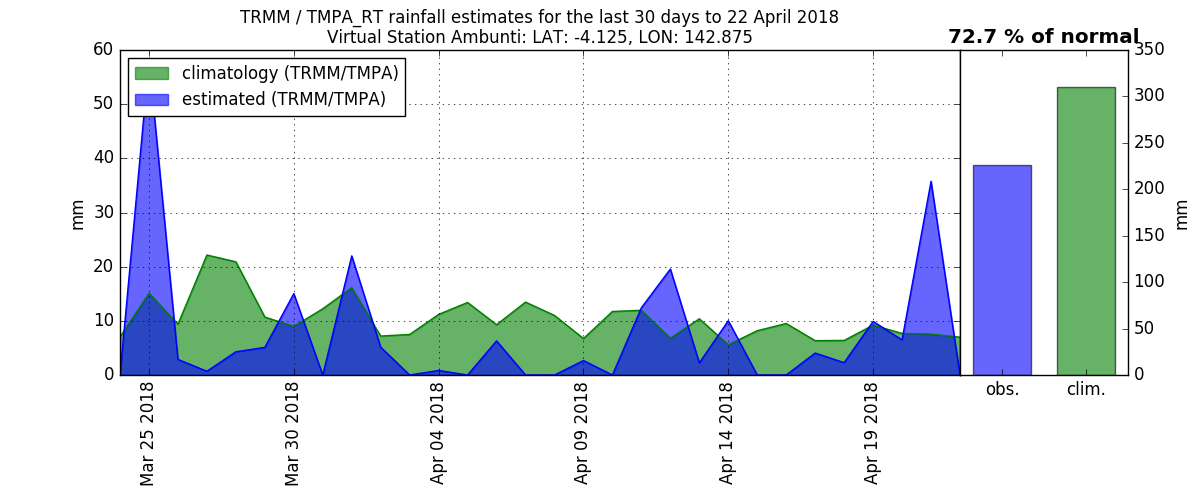 TRMM / TMPA_RT rainfall estimates for the last 30 days to 22 April 2018
Virtual Station Ambunti: LAT: -4.125, LON: 142.875
72.7 % of normal
climatology (TRMM/TMPA)
estimated (TRMM/TMPA)
mm
60
50
40
30
20
10
0
Mar 25 2018
Mar 30 2018
Apr 04 2018
Apr 09 2018
Apr 14 2018
Apr 19 2018
350
300
250
200
150
100
50
0
mm
obs.
clim.